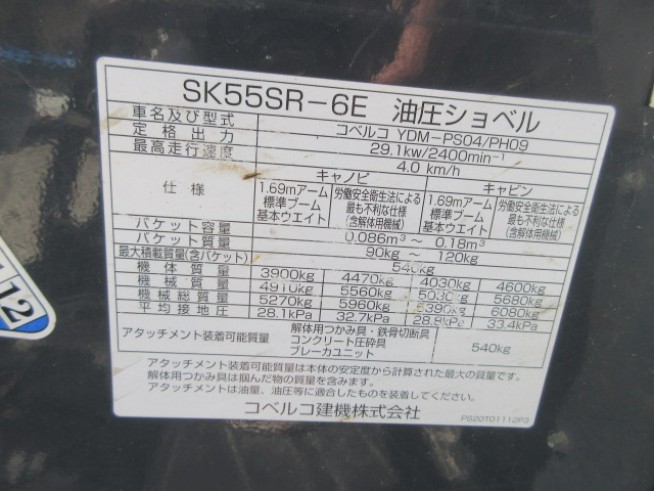 SK55SR-6E 油圧ショベル
車名及び型式 コベルコ YDM-PS04/PH09
定格出力 29.1kw/2400min⁻¹
最高走行速度 4.0 km/h
仕様 キャノピ キャビン
1.69mアーム 労働安全衛生法による 1.69mアーム 労働安全衛生法による
標準ブーム 最も不利な仕様 標準ブーム 最も不利な仕様
基本ウエイト (含解体用機械) 基本ウエイト (含解体用機械)
バケット容量 0.086m³ ~ 0.18m³
バケット質量 90kg ~ 120kg
最大積載質量(含バケット) 540kg
機体質量 3900kg 4470kg 4030kg 4600kg
機械質量 4910kg 5560kg 5030kg 5680kg
機械総質量 5270kg 5960kg 5390kg 6080kg
平均接地圧 28.1kPa 32.7kPa 28.8kPa 33.4kPa
アタッチメント装着可能質量 解体用つかみ具・鉄骨切断具 540kg
コンクリート圧砕具
ブレーカユニット
アタッチメント装着可能質量は本体の安定度から計算された最大の質量です。
解体用つかみ具は掴んだ物の質量を含みます。
アタッチメントは油量、油圧等に適合したものを装着して下さい。
コベルコ建機株式会社
PS20T01112P3
12